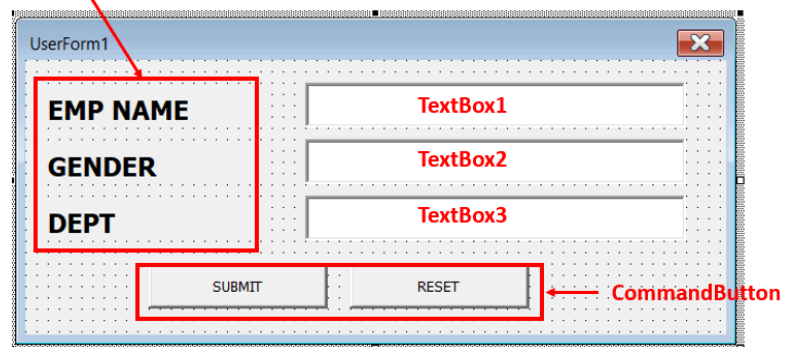 UserForm1
EMP NAME
TextBox1
GENDER
TextBox2
DEPT
TextBox3
SUBMIT
RESET
CommandButton